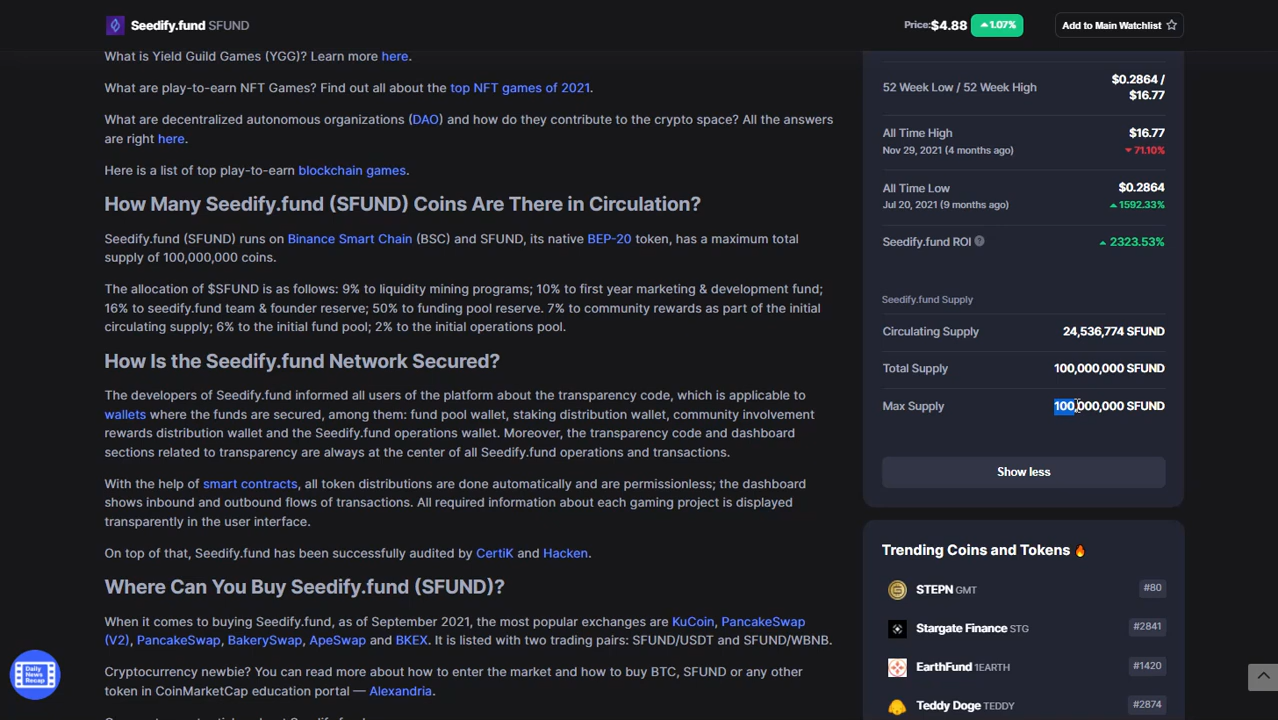 Seedify.fund SFUND
Price:$4.88 1.07%
Add to Main Watchlist
What is Yield Guild Games (YGG)? Learn more here.
What are play-to-earn NFT Games? Find out all about the top NFT games of 2021.
What are decentralized autonomous organizations (DAO) and how do they contribute to the crypto space? All the answers
are right here.
Here is a list of top play-to-earn blockchain games.
How Many Seedify.fund (SFUND) Coins Are There in Circulation?
Seedify.fund (SFUND) runs on Binance Smart Chain (BSC) and SFUND, its native BEP-20 token, has a maximum total
supply of 100,000,000 coins.
The allocation of $SFUND is as follows: 9% to liquidity mining programs; 10% to first year marketing & development fund;
16% to seedify.fund team & founder reserve; 50% to funding pool reserve. 7% to community rewards as part of the initial
circulating supply; 6% to the initial fund pool; 2% to the initial operations pool.
How Is the Seedify.fund Network Secured?
The developers of Seedify.fund informed all users of the platform about the transparency code, which is applicable to
wallets where the funds are secured, among them: fund pool wallet, staking distribution wallet, community involvement
rewards distribution wallet and the Seedify.fund operations wallet. Moreover, the transparency code and dashboard
sections related to transparency are always at the center of all Seedify.fund operations and transactions.
With the help of smart contracts, all token distributions are done automatically and are permissionless; the dashboard
shows inbound and outbound flows of transactions. All required information about each gaming project is displayed
transparently in the user interface.
On top of that, Seedify.fund has been successfully audited by CertiK and Hacken.
Where Can You Buy Seedify.fund (SFUND)?
When it comes to buying Seedify.fund, as of September 2021, the most popular exchanges are KuCoin, PancakeSwap
(V2), PancakeSwap, BakerySwap, ApeSwap and BKEX. It is listed with two trading pairs: SFUND/USDT and SFUND/WBNB.
Cryptocurrency newbie? You can read more about how to enter the market and how to buy BTC, SFUND or any other
token in CoinMarketCap education portal — Alexandria.
52 Week Low / 52 Week High
$0.2864 /
$16.77
All Time High
$16.77
Nov 29, 2021 (4 months ago)
71.10%
All Time Low
$0.2864
Jul 20, 2021 (9 months ago)
1592.33%
Seedify.fund ROI
2323.53%
Seedify.fund Supply
Circulating Supply
24,536,774 SFUND
Total Supply
100,000,000 SFUND
Max Supply
100,000,000 SFUND
Show less
Trending Coins and Tokens
STEPN GMT
#80
Stargate Finance STG
#2841
EarthFund 1EARTH
#1420
Teddy Doge TEDDY
#2874
Daily
News
Recap